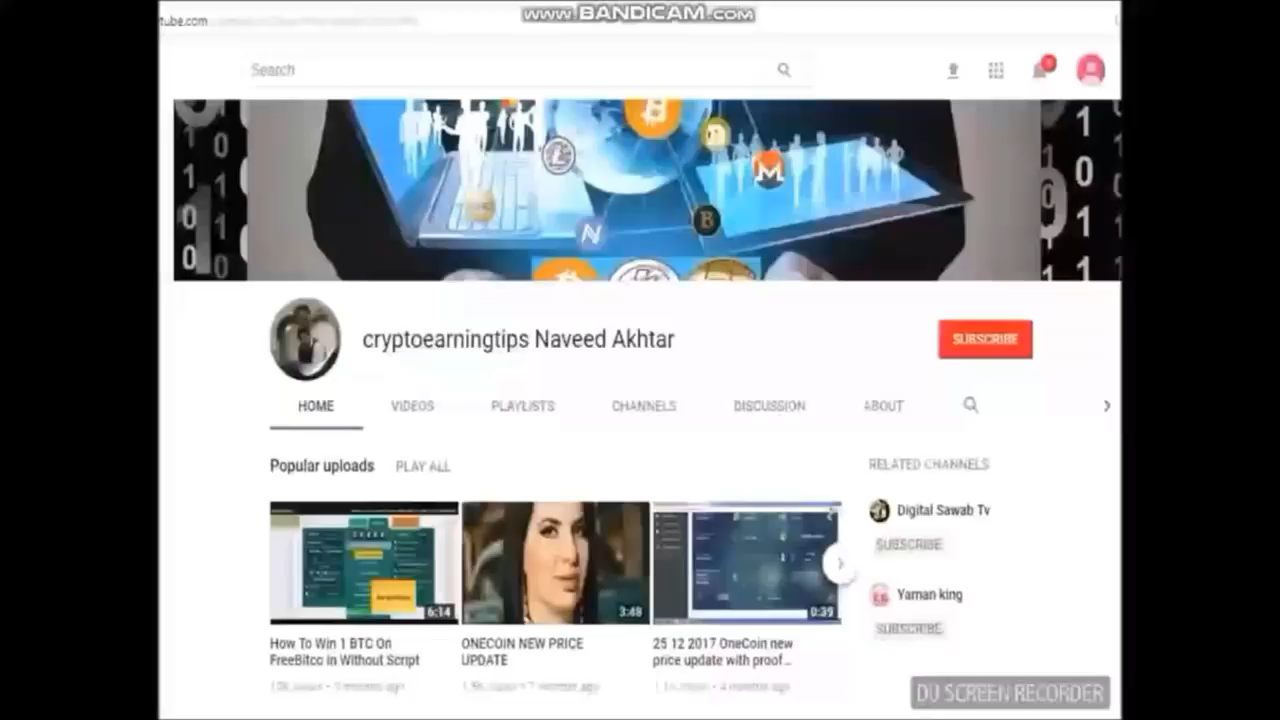 www.BANDICAM.com
tube.com
Search
cryptoearningtips Naveed Akhtar
SUBSCRIBE
HOME VIDEOS PLAYLISTS CHANNELS DISCUSSION ABOUT
Popular uploads PLAY ALL
6:14
How To Win 1 BTC On
FreeBitco in Without Script
3:48
ONECOIN NEW PRICE
UPDATE
0:39
25 12 2017 OneCoin new
price update with proof...
RELATED CHANNELS
Digital Sawab Tv
SUBSCRIBE
Yaman king
SUBSCRIBE
DU SCREEN RECORDER